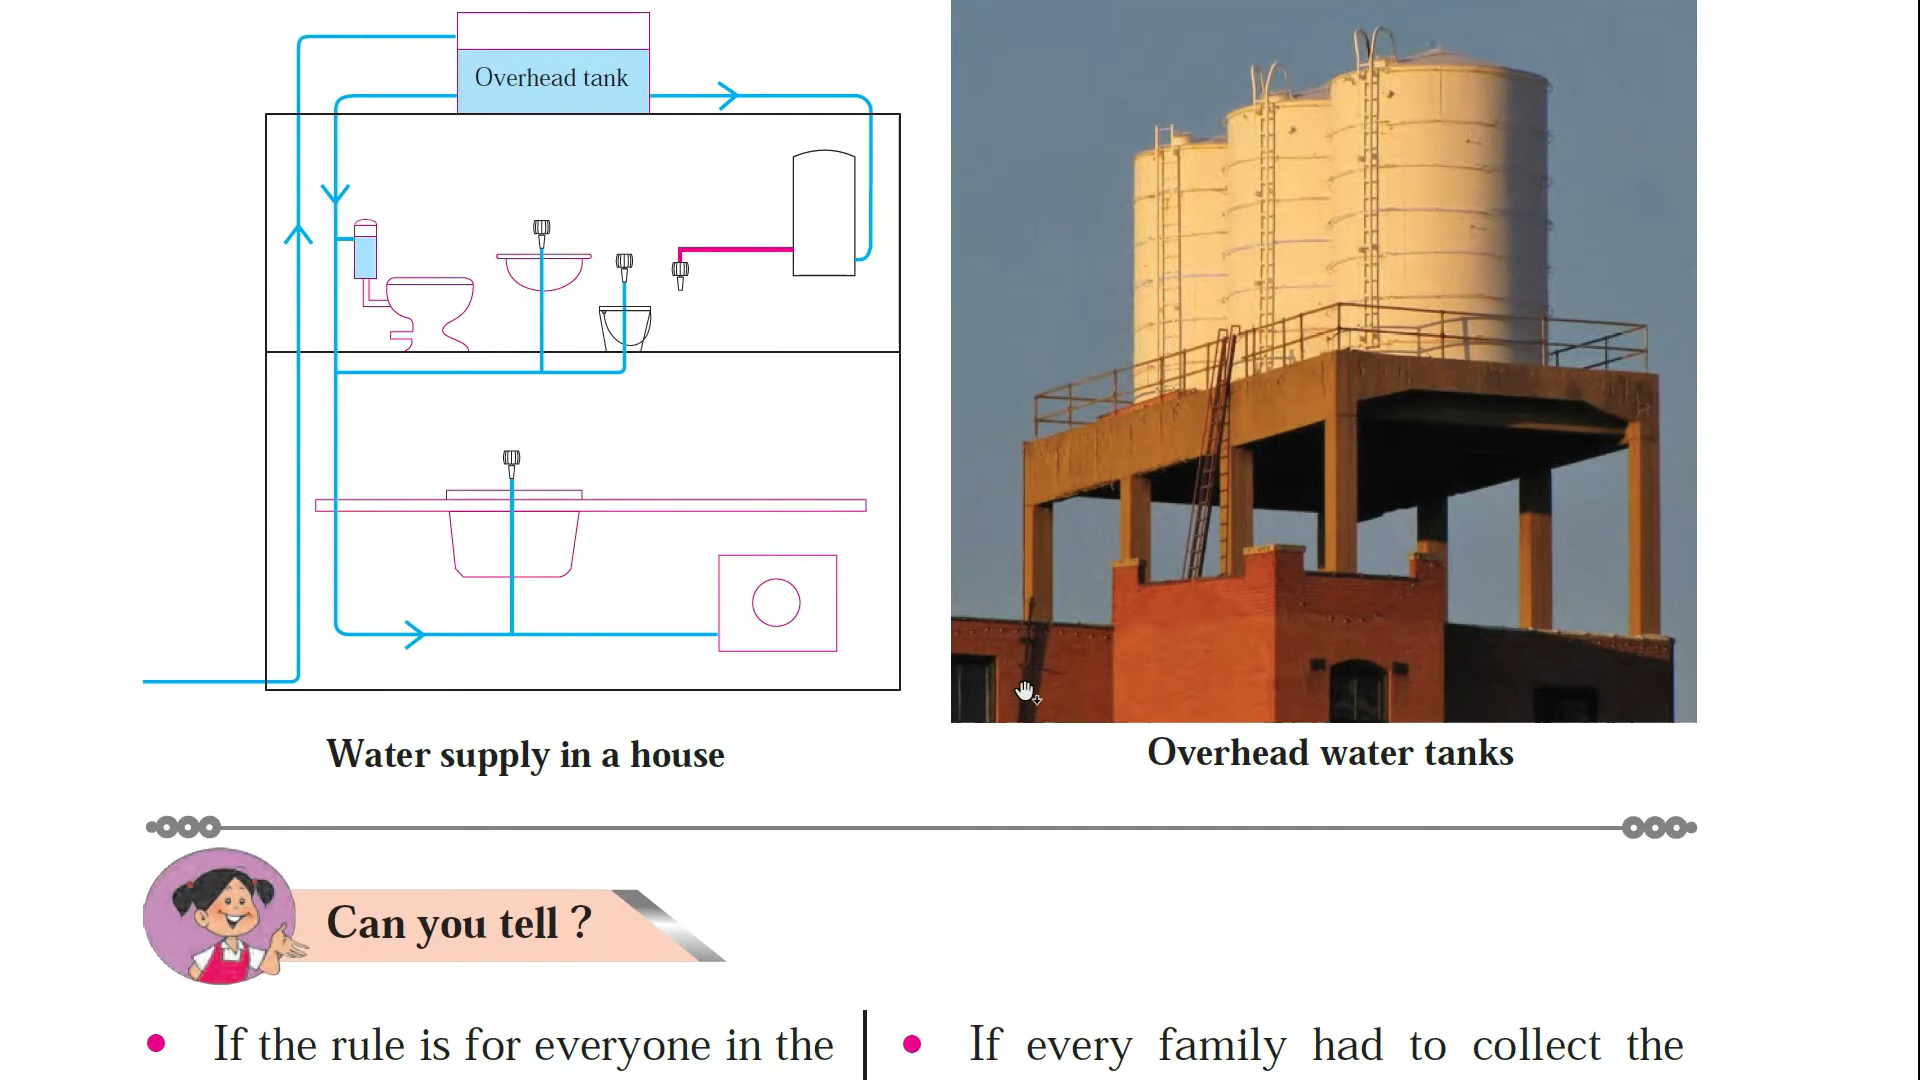 Overhead tank
Water supply in a house
Overhead water tanks
Can you tell ?
If the rule is for everyone in the
If every family had to collect the